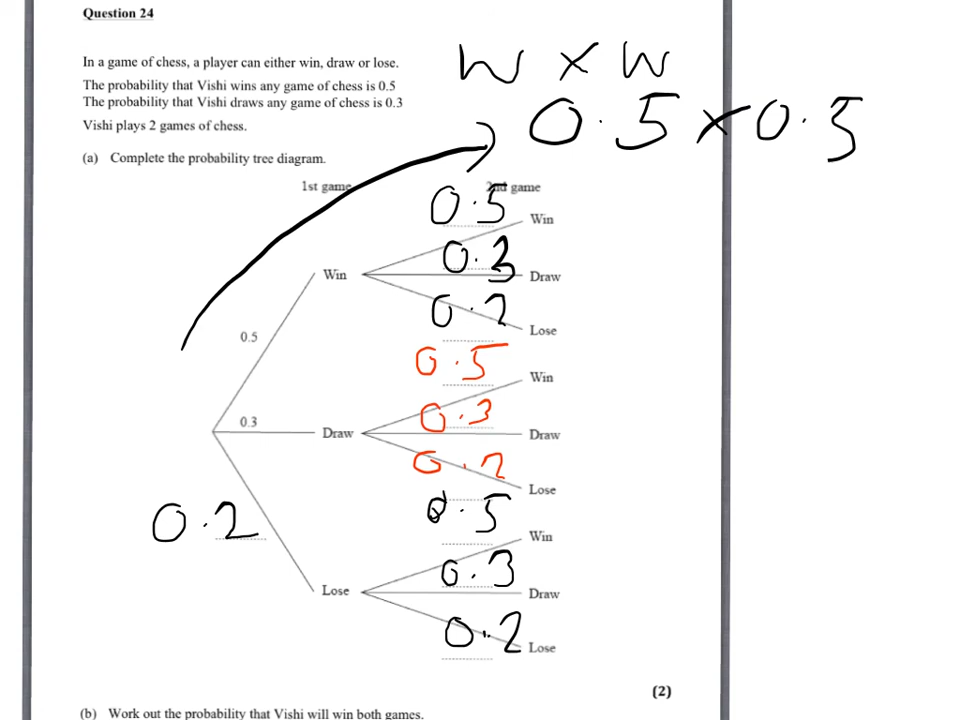 Question 24
In a game of chess, a player can either win, draw or lose.
The probability that Vishi wins any game of chess is 0.5
The probability that Vishi draws any game of chess is 0.3
Vishi plays 2 games of chess.
W × W
0.5 × 0.5
(a) Complete the probability tree diagram.
1st game 2nd game
0.5 Win
Win 0.3 Draw
0.2 Lose
0.5
0.5 Win
0.3
Draw 0.3 Draw
0.2 Lose
0.2
0.5 Win
Lose 0.3 Draw
0.2 Lose
(2)
(b) Work out the probability that Vishi will win both games.